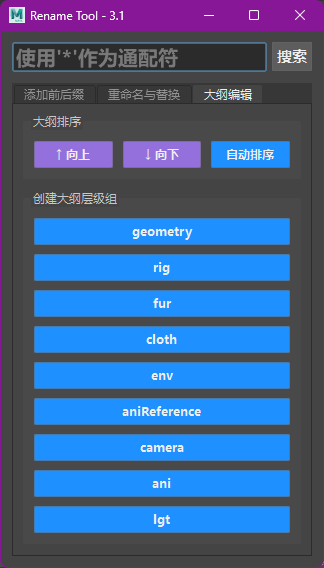 Rename Tool - 3.1
使用'*'作为通配符 搜索
添加前后缀 重命名与替换 大纲编辑
大纲排序
↑向上 ↓向下 自动排序
创建大纲层级组
geometry
rig
fur
cloth
env
aniReference
camera
ani
lgt